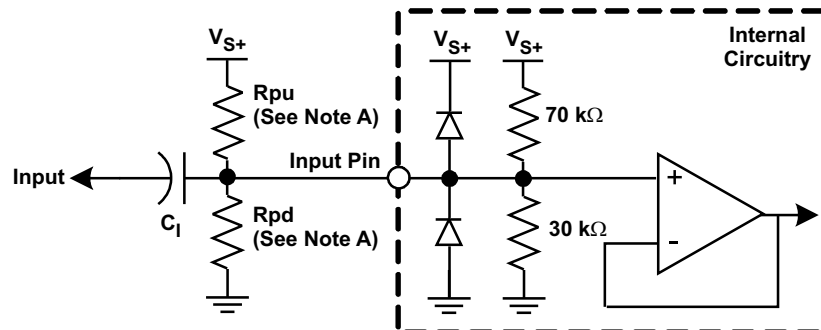 Internal
Circuitry
V_S+
V_S+
V_S+
Rpu
(See Note A)
70 kΩ
Input Pin
Input
+
C_I
Rpd
(See Note A)
30 kΩ
-